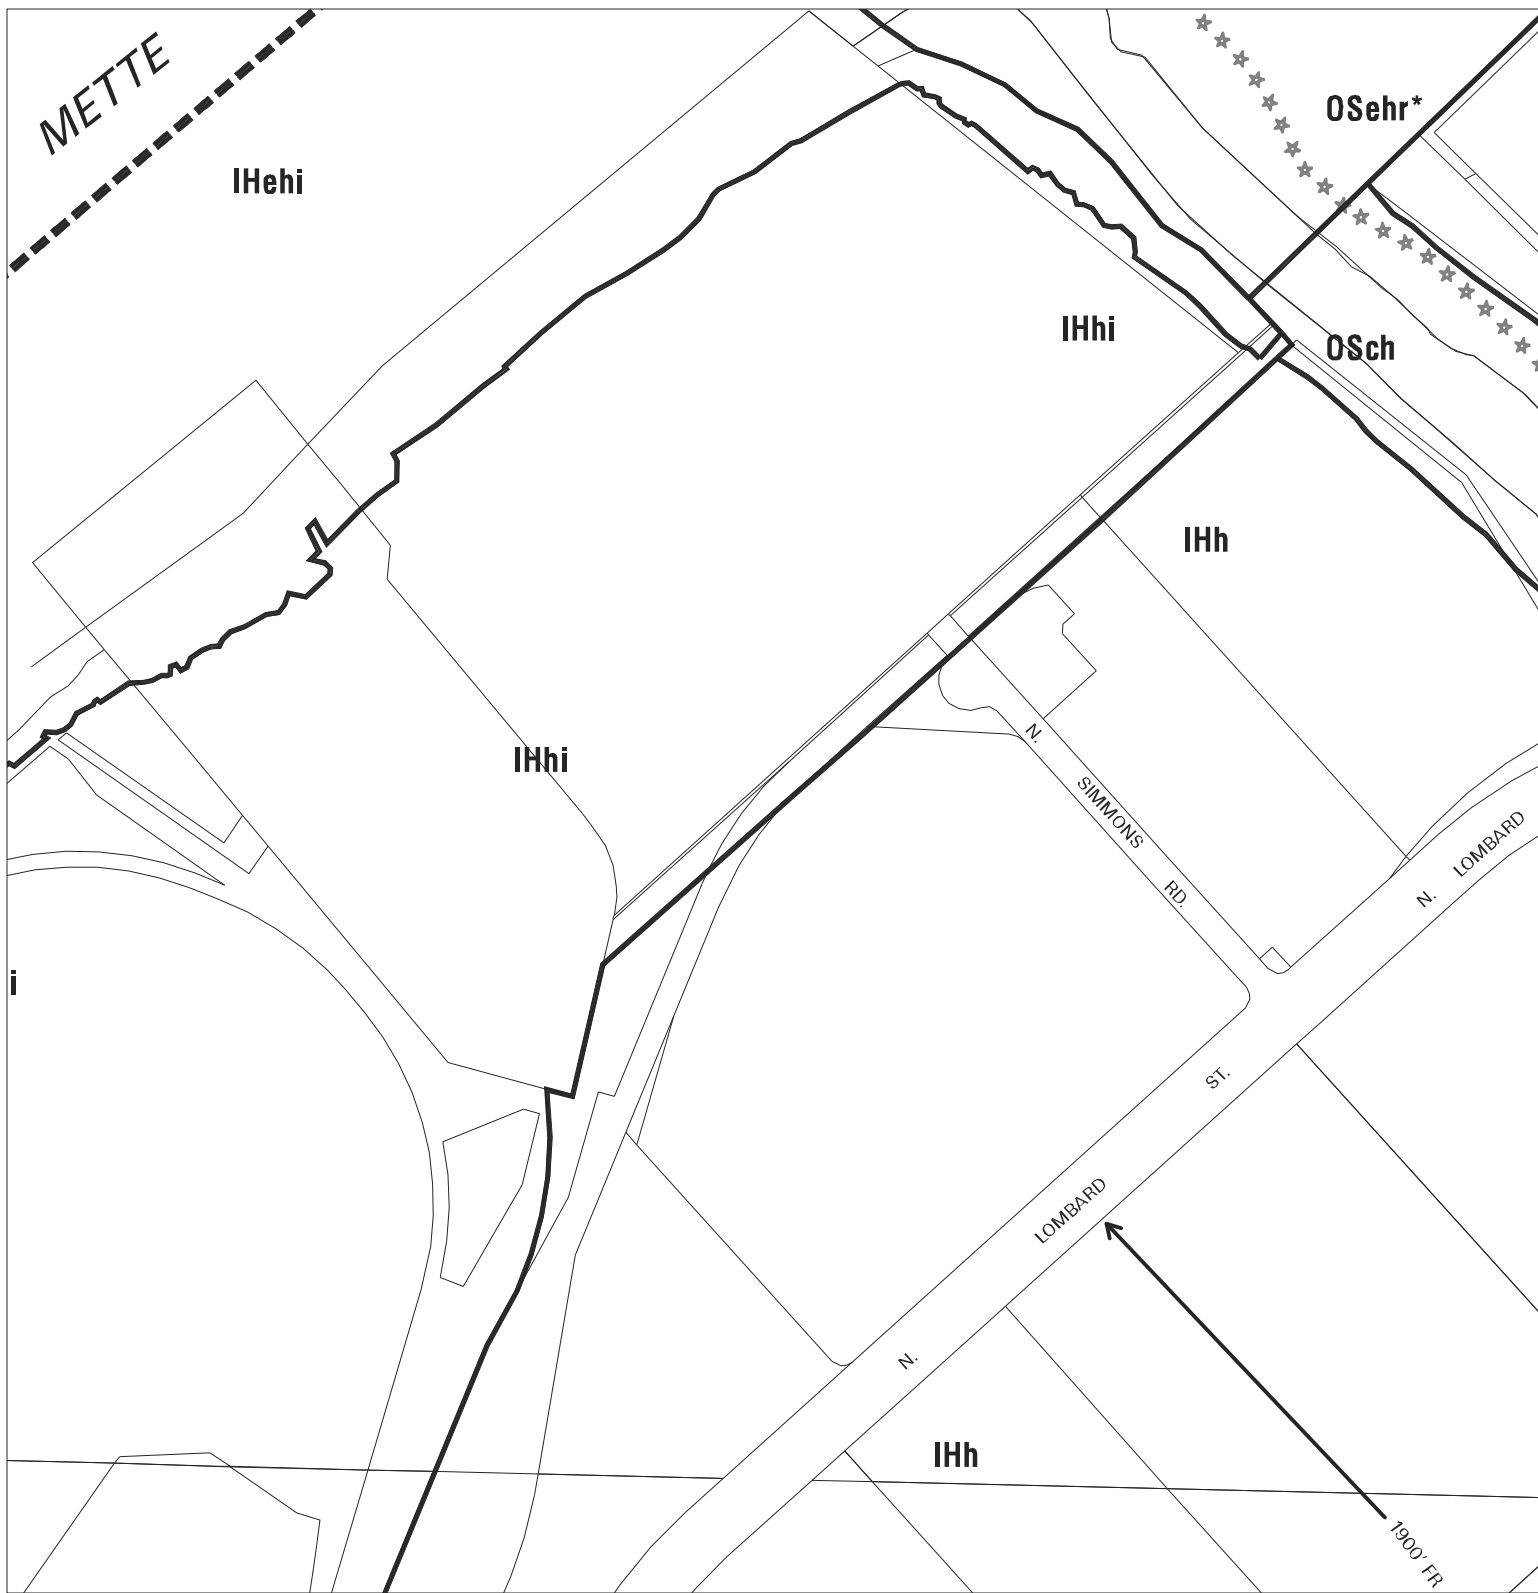 METTE
OSehr*
IHehi
IHhi
OSch
IHh
IHhi
N. SIMMONS RD.
N. LOMBARD
i
ST.
N. LOMBARD
IHh
1900' FR